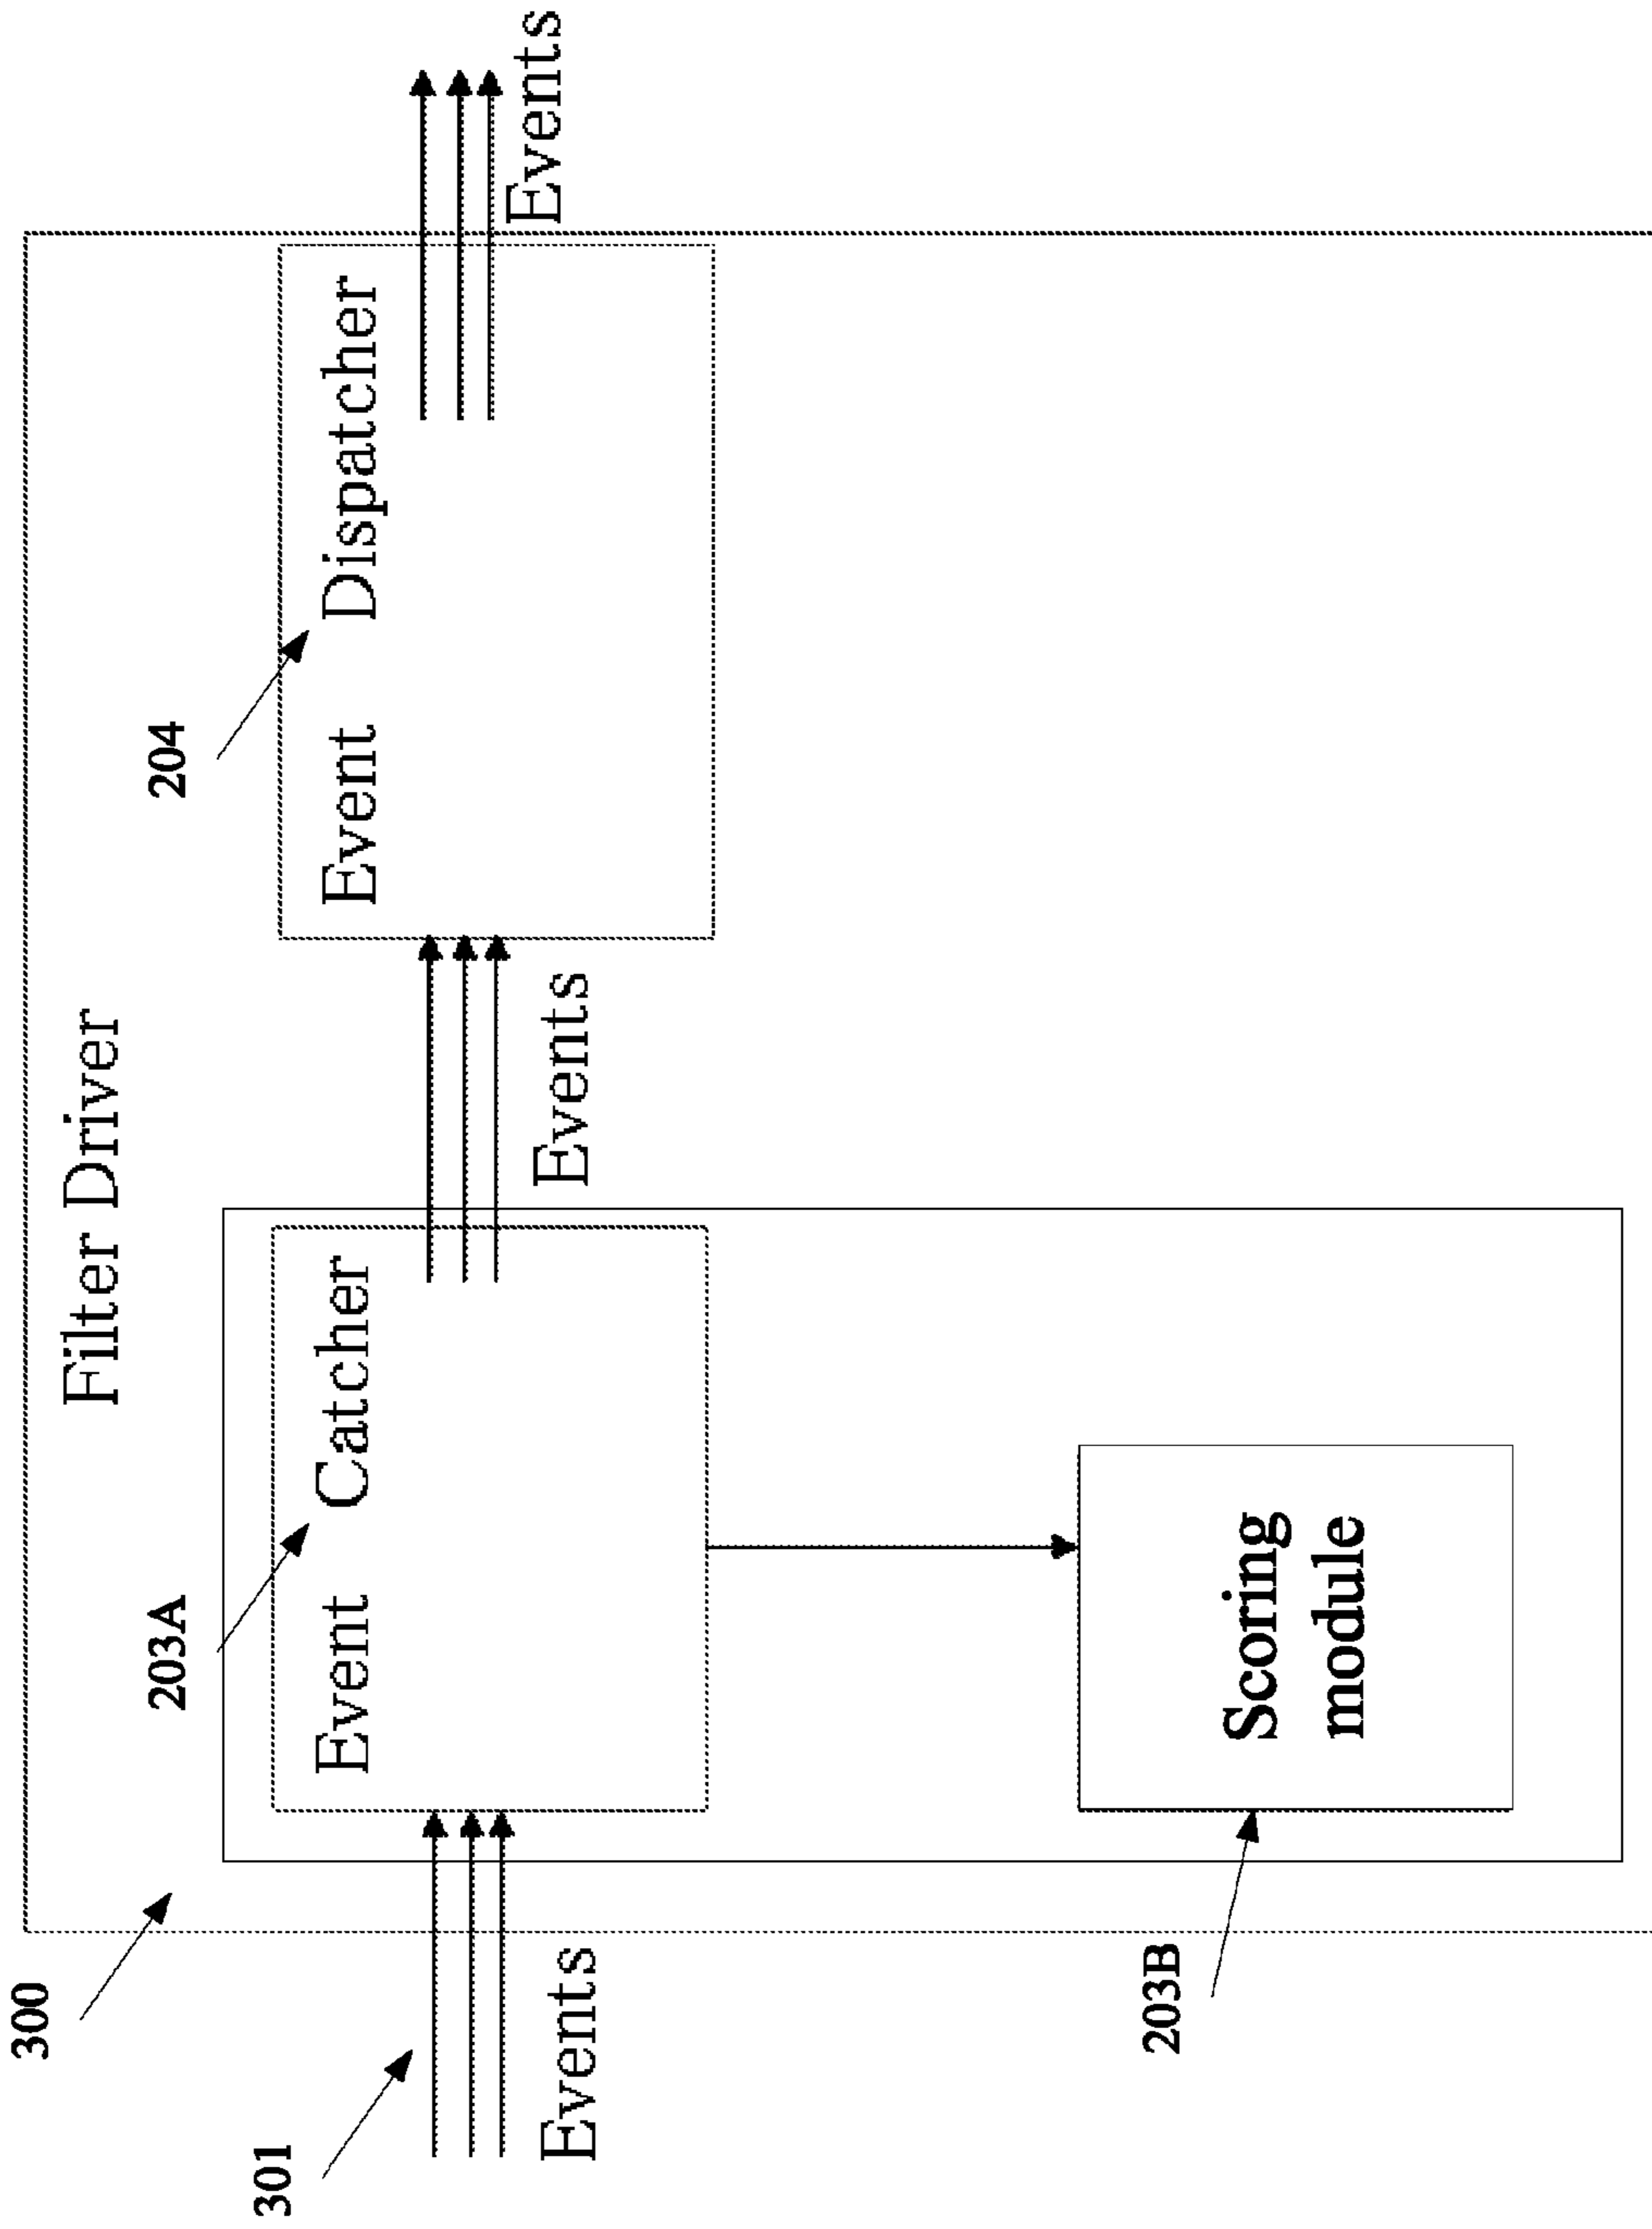 300
Filter Driver
203A
204
Event Catcher
Event Dispatcher
301
Events
Events
Events
203B
Scoring
module